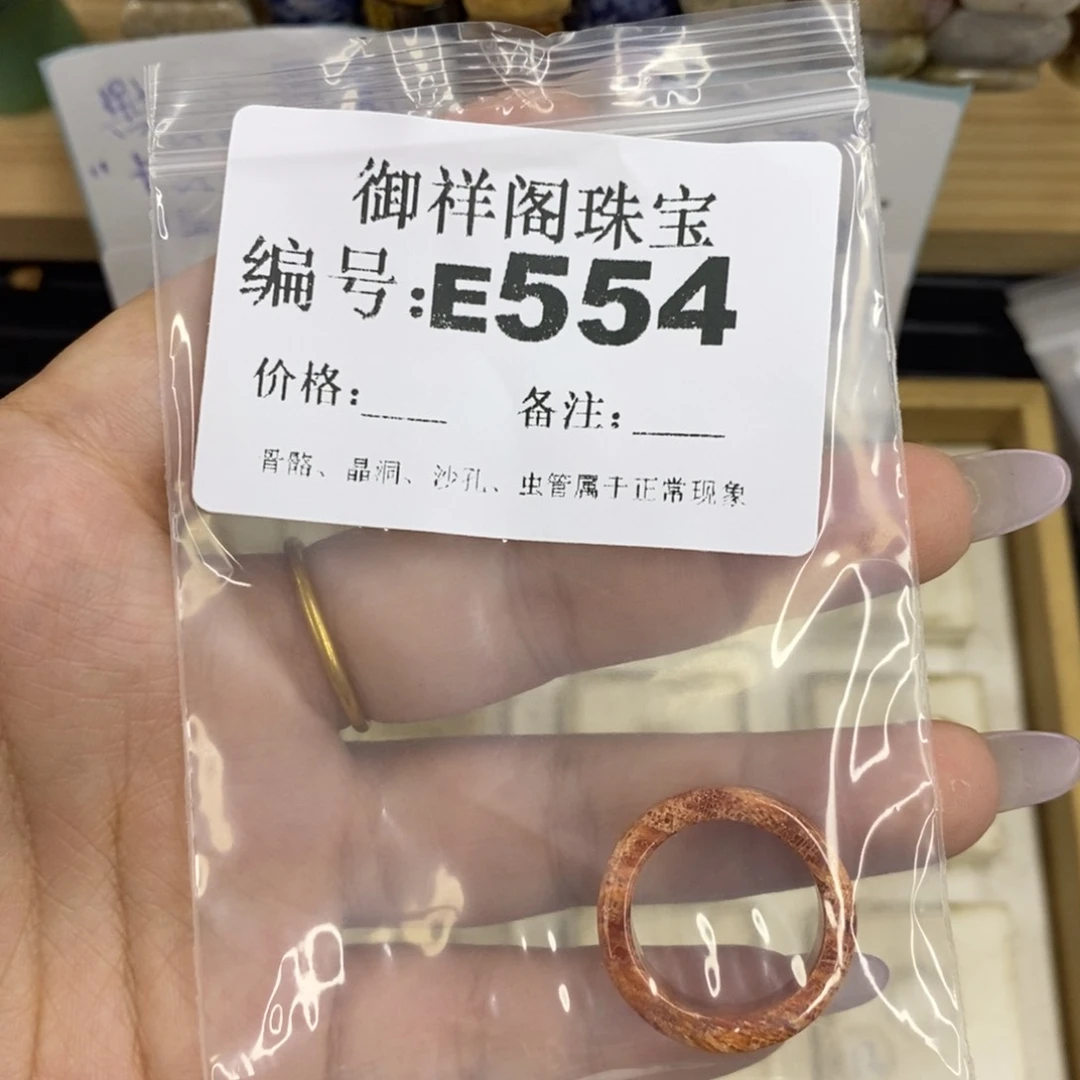 御祥阁珠宝
编号:E554
价格:____ 备注:____
骨骼、晶洞、沙孔、虫管属于正常现象